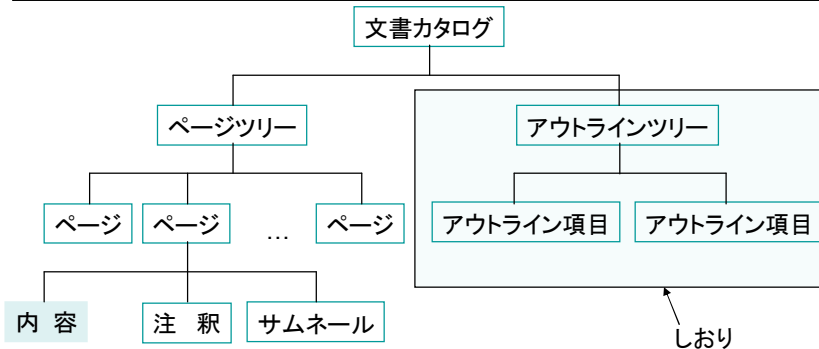 文書カタログ
ページツリー
アウトラインツリー
ページ
ページ
…
ページ
アウトライン項目
アウトライン項目
内 容
注 釈
サムネール
しおり